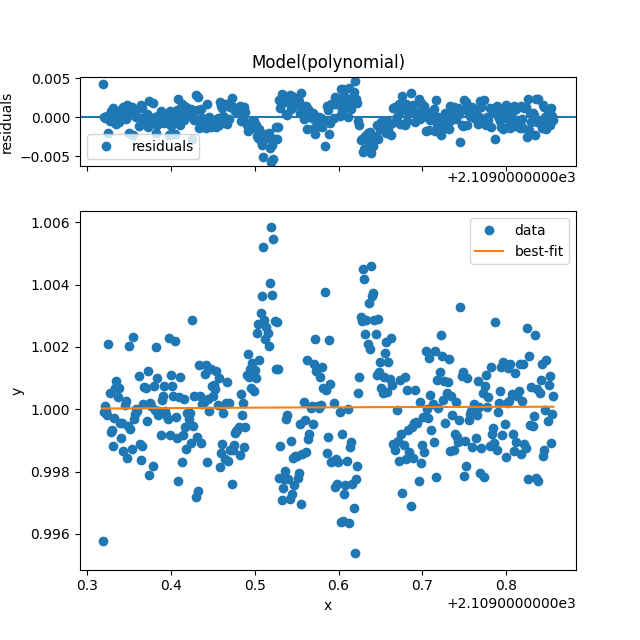 Model(polynomial)
residuals
0.005
0.000
−0.005
residuals
+2.1090000000e3
y
1.006
1.004
1.002
1.000
0.998
0.996
data
best-fit
0.3 0.4 0.5 0.6 0.7 0.8
x
+2.1090000000e3